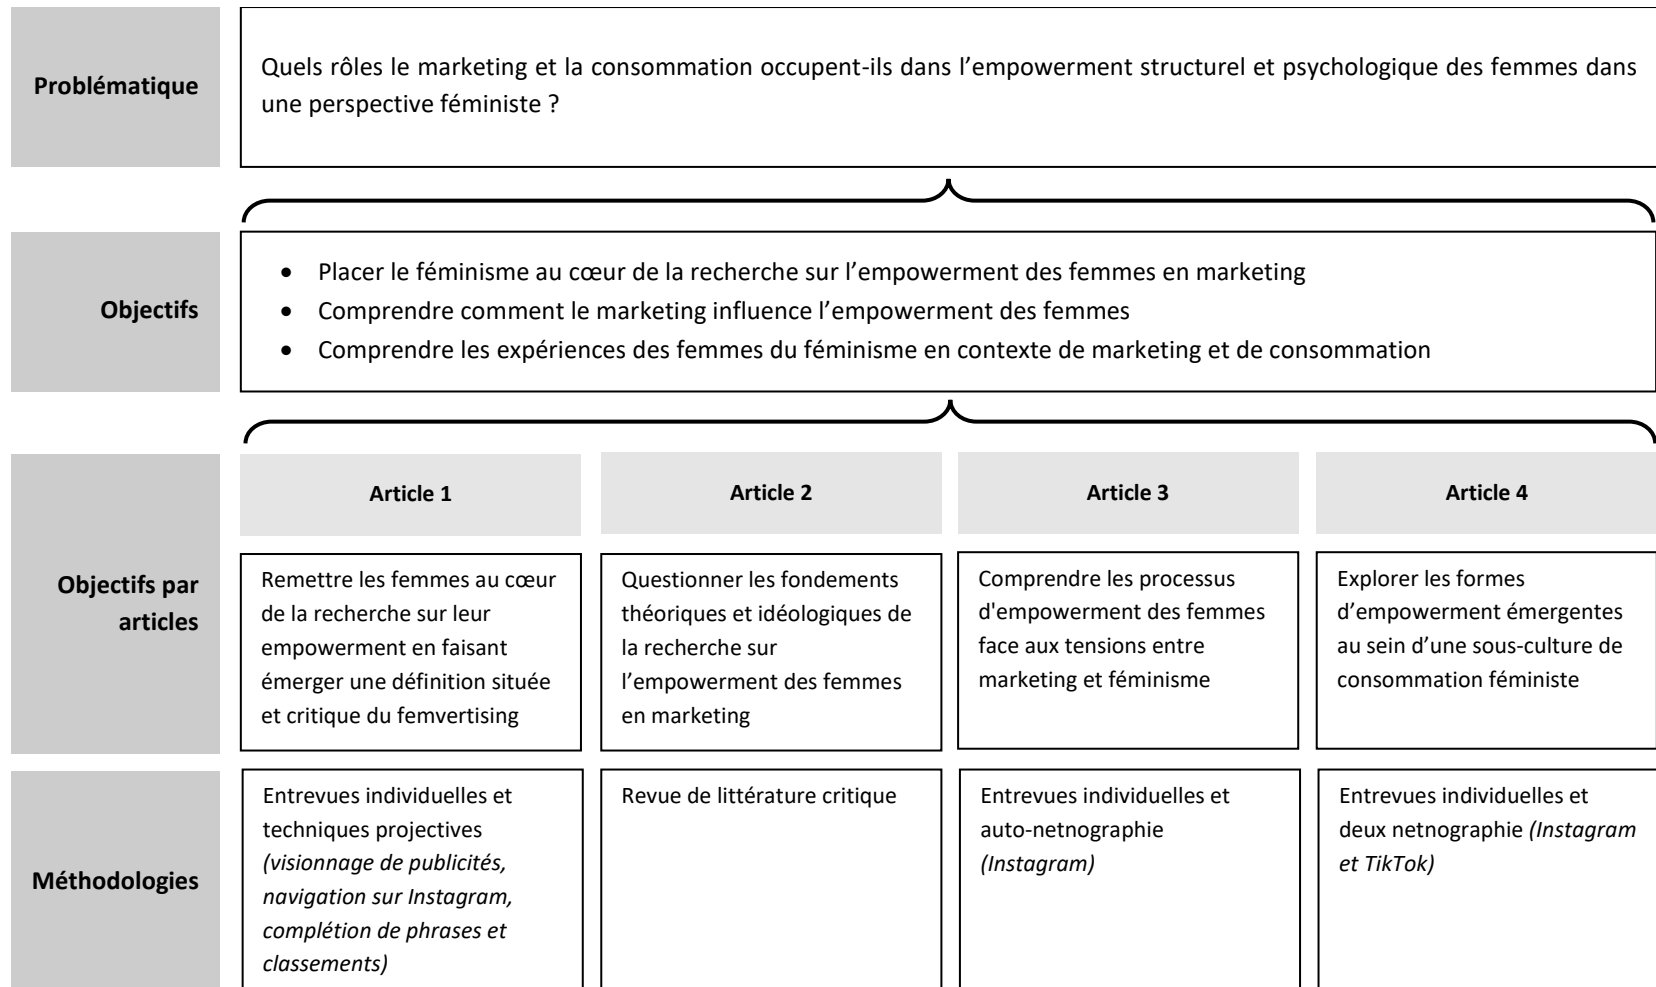 Problématique
Quels rôles le marketing et la consommation occupent-ils dans l'empowerment structurel et psychologique des femmes dans
une perspective féministe ?
Objectifs
• Placer le féminisme au cœur de la recherche sur l'empowerment des femmes en marketing
• Comprendre comment le marketing influence l'empowerment des femmes
• Comprendre les expériences des femmes du féminisme en contexte de marketing et de consommation
Objectifs par
articles
Article 1
Remettre les femmes au cœur
de la recherche sur leur
empowerment en faisant
émerger une définition située
et critique du femvertising
Article 2
Questionner les fondements
théoriques et idéologiques de
la recherche sur
l'empowerment des femmes
en marketing
Article 3
Comprendre les processus
d'empowerment des femmes
face aux tensions entre
marketing et féminisme
Article 4
Explorer les formes
d'empowerment émergentes
au sein d'une sous-culture de
consommation féministe
Méthodologies
Entrevues individuelles et
techniques projectives
(visionnage de publicités,
navigation sur Instagram,
complétion de phrases et
classements)
Revue de littérature critique
Entrevues individuelles et
auto-netnographie
(Instagram)
Entrevues individuelles et
deux netnographie (Instagram
et TikTok)